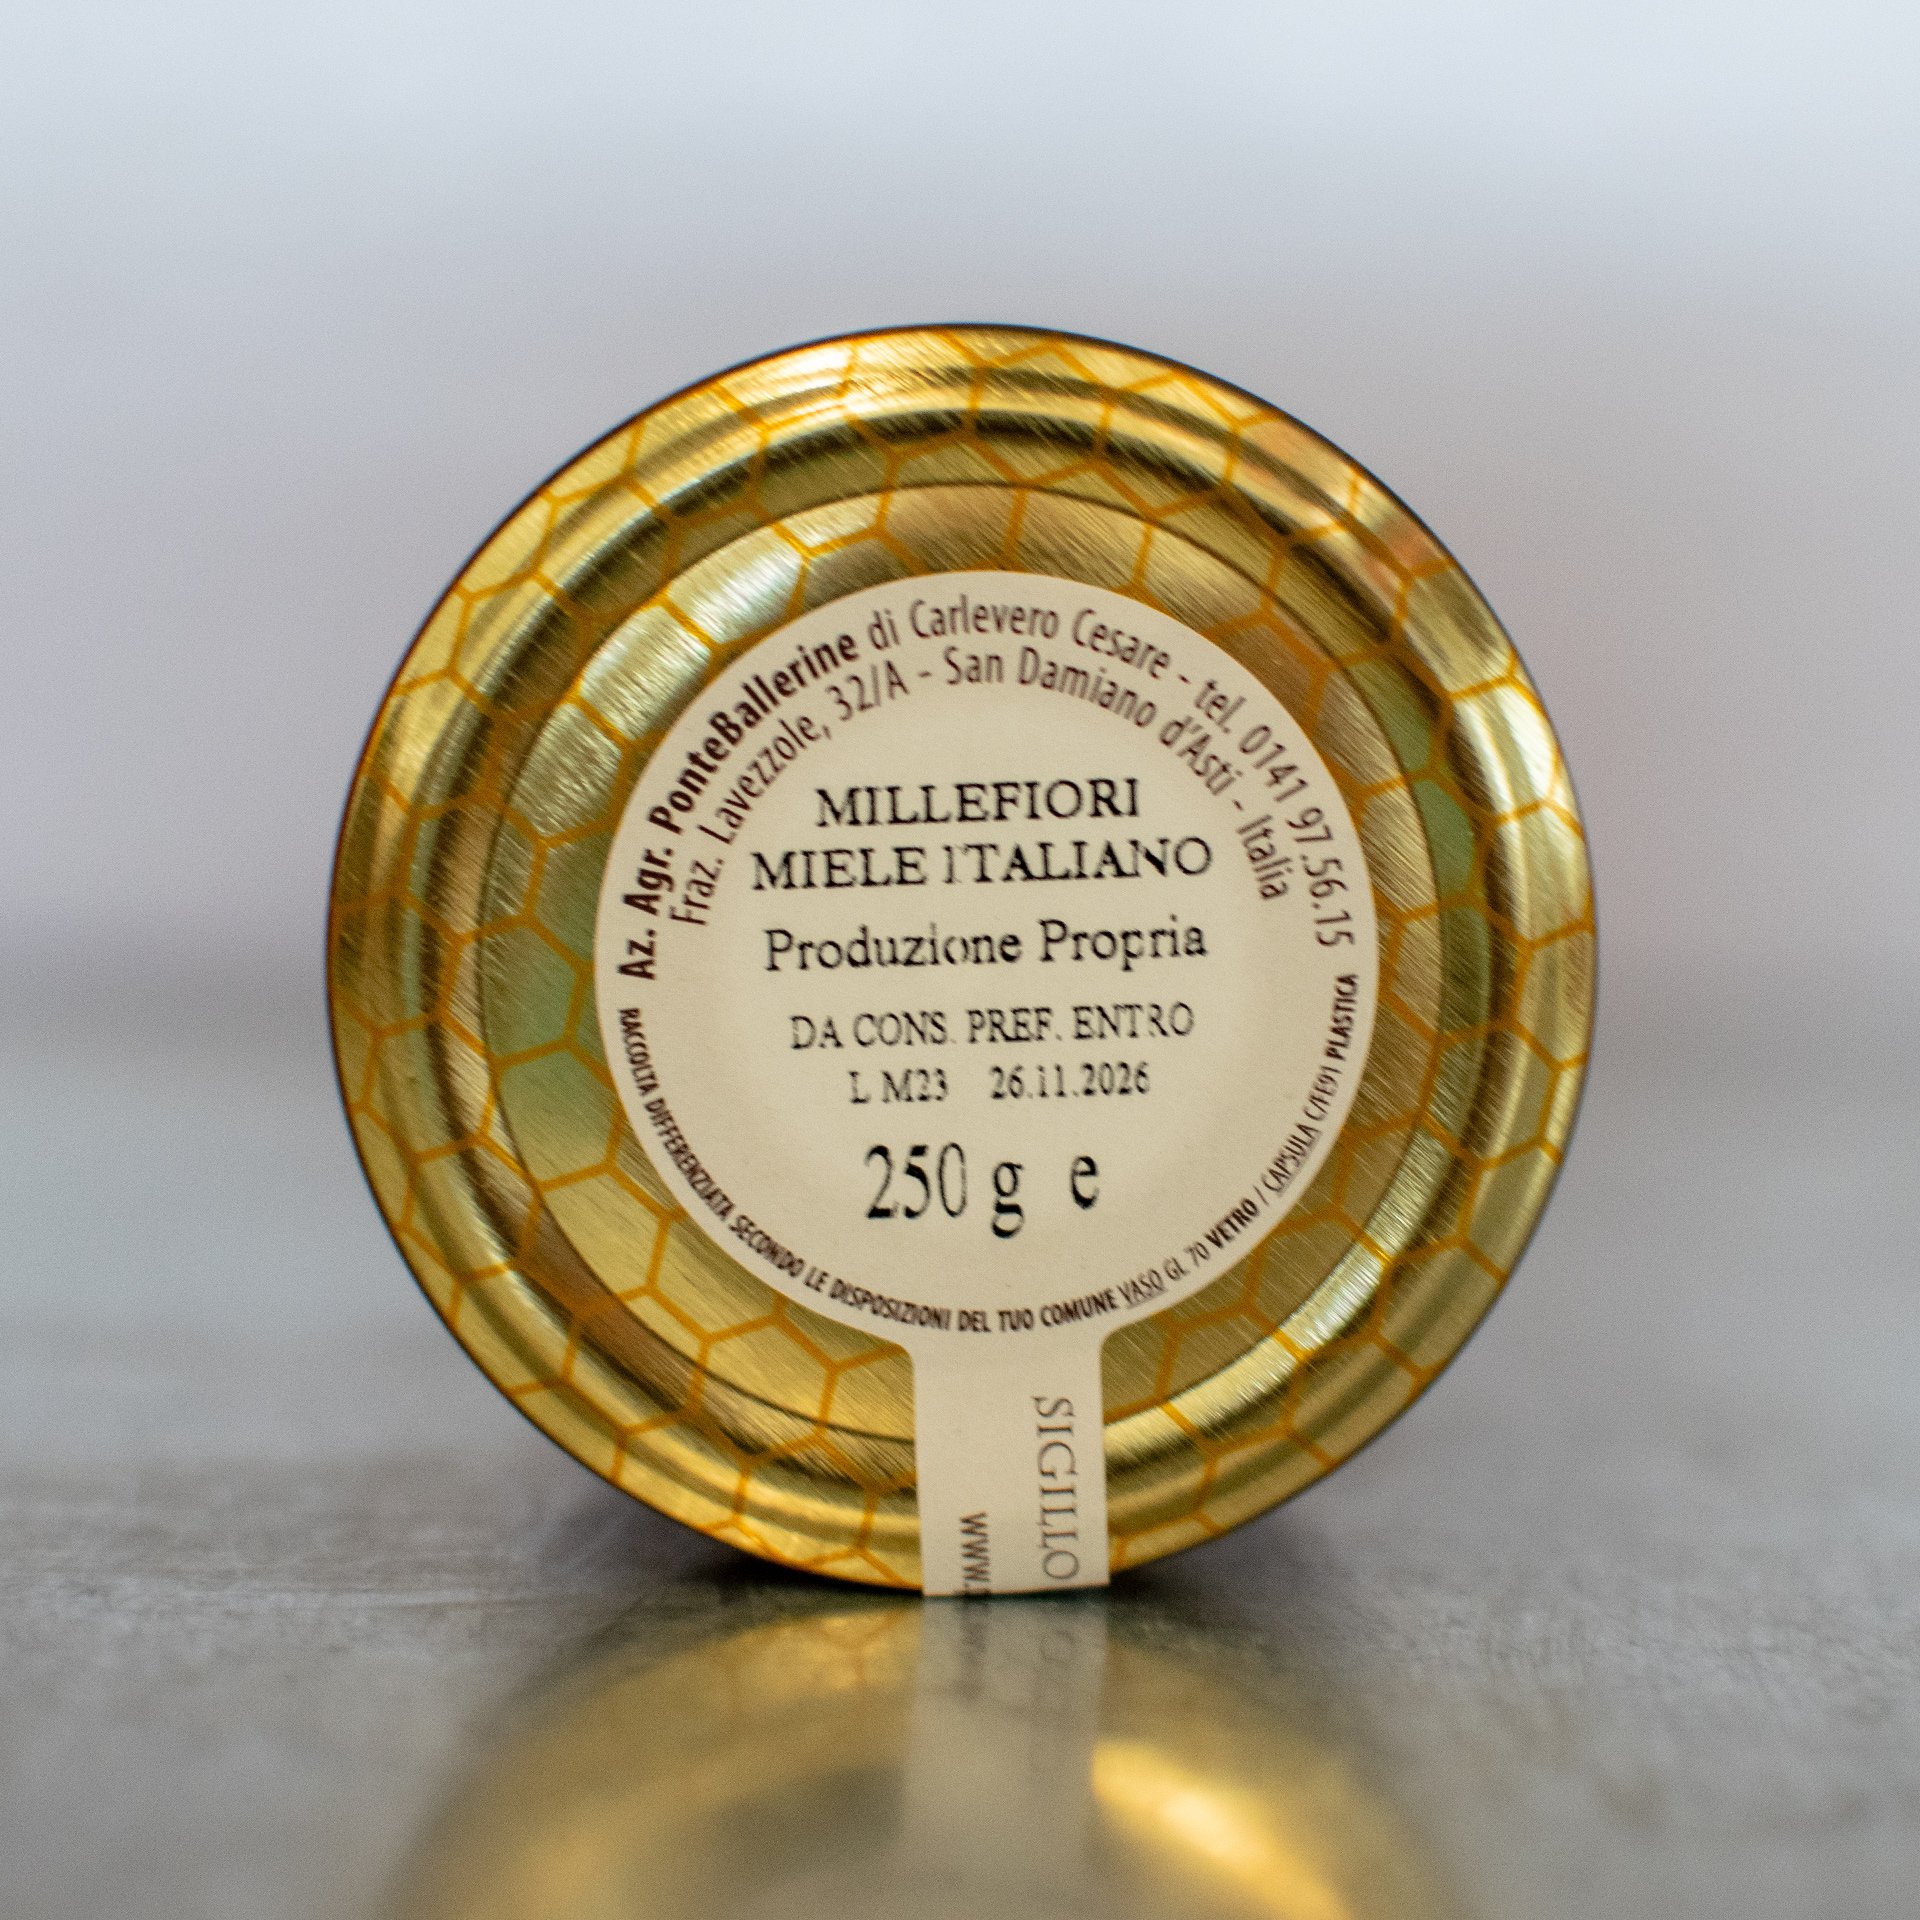 Az. Agr. PonteBallerine di Carlevero Cesare - tel. 0141 97.56.15
Fraz. Lavezzole, 32/A - San Damiano d'Asti - Italia
MILLEFIORI
MIELE ITALIANO
Produzione Propria
DA CONS. PREF. ENTRO
L M23 26.11.2026
250 g e
RACCOLTA DIFFERENZIATA SECONDO LE DISPOSIZIONI DEL TUO COMUNE VASO GL 70 VETRO / CAPSULA C/FE91 PLASTICA
SIGILLO
www.